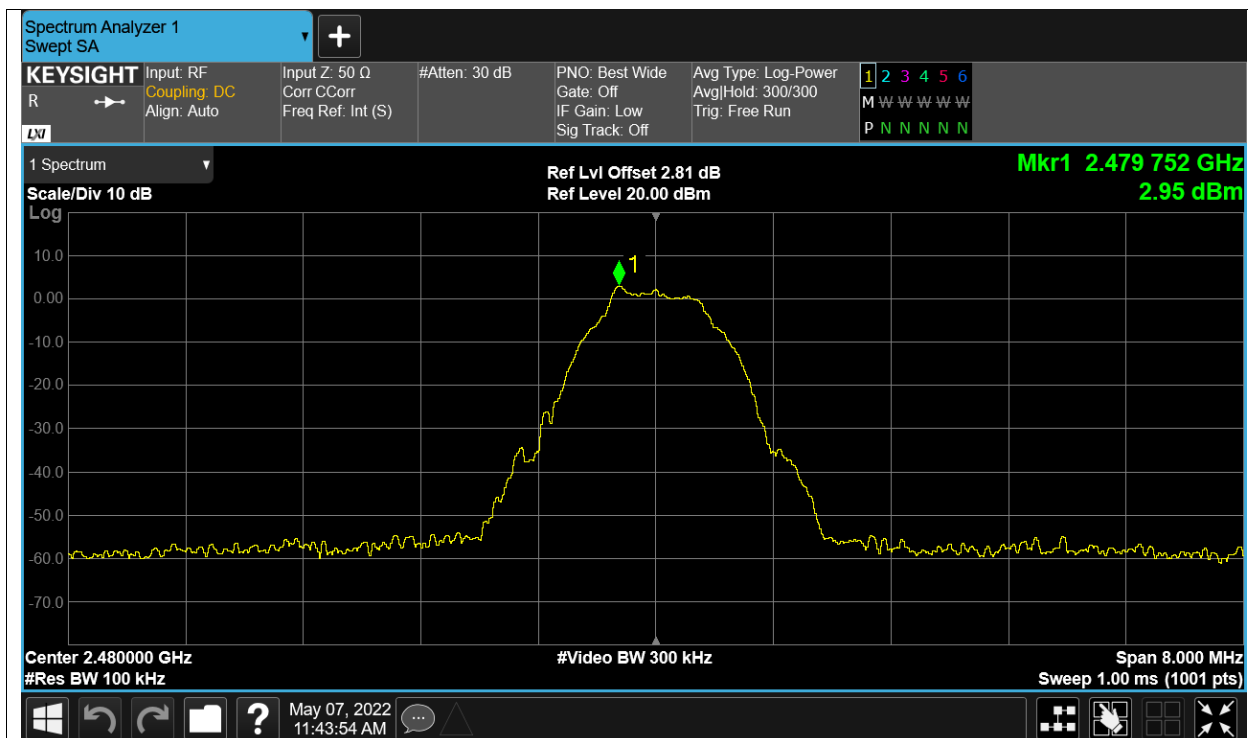 Spectrum Analyzer 1
Swept SA
+
KEYSIGHT
R
LXI
Input: RF
Coupling: DC
Align: Auto
Input Z: 50 Ω
Corr CCorr
Freq Ref: Int (S)
#Atten: 30 dB
PNO: Best Wide
Gate: Off
IF Gain: Low
Sig Track: Off
Avg Type: Log-Power
Avg|Hold: 300/300
Trig: Free Run
1 2 3 4 5 6
M W W W W W
P N N N N N
1 Spectrum
Scale/Div 10 dB
Log
Ref Lvl Offset 2.81 dB
Ref Level 20.00 dBm
Mkr1 2.479 752 GHz
2.95 dBm
1
10.0
0.00
-10.0
-20.0
-30.0
-40.0
-50.0
-60.0
-70.0
Center 2.480000 GHz
#Res BW 100 kHz
#Video BW 300 kHz
Span 8.000 MHz
Sweep 1.00 ms (1001 pts)
?
May 07, 2022
11:43:54 AM